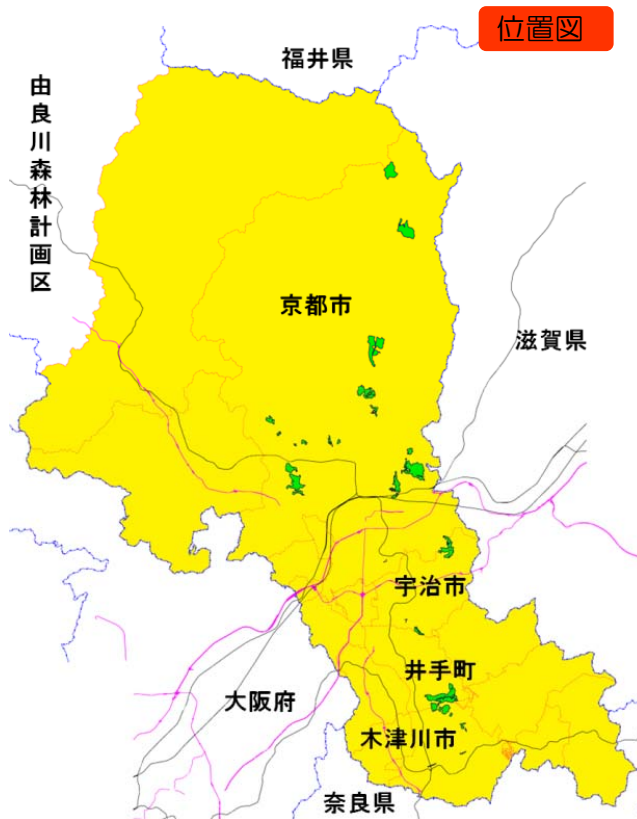 位置図
福井県
由良川森林計画区
京都市
滋賀県
宇治市
井手町
大阪府
木津川市
奈良県